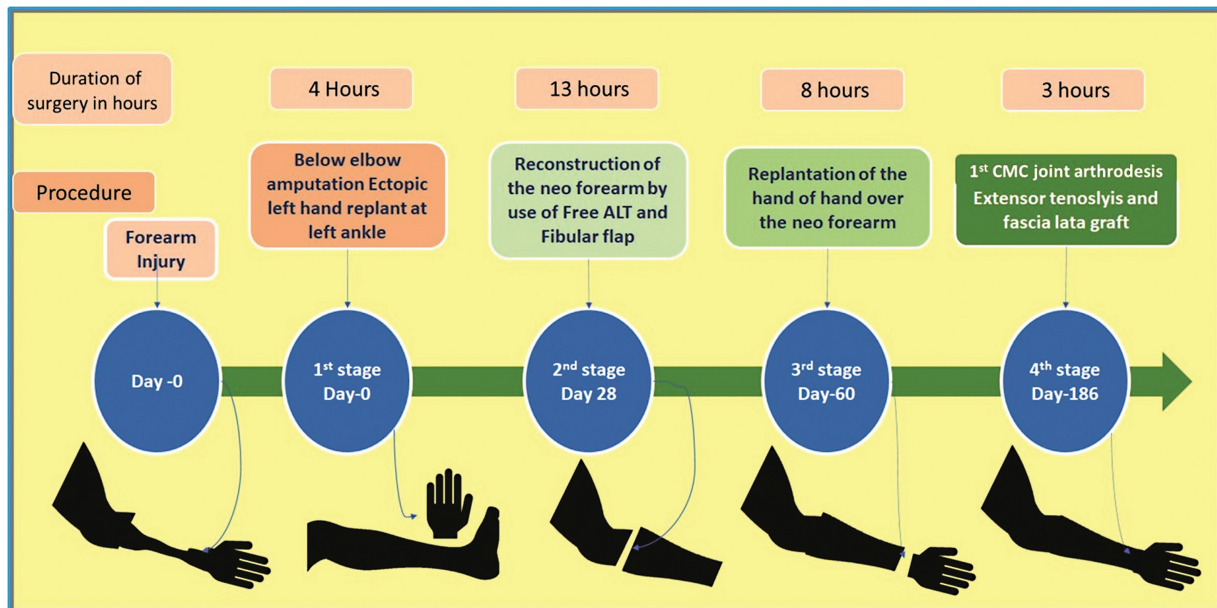 Duration of
surgery in hours
4 Hours
13 hours
8 hours
3 hours
Procedure
Forearm
Injury
Below elbow
amputation Ectopic
left hand replant at
left ankle
Reconstruction of
the neo forearm by
use of Free ALT and
Fibular flap
Replantation of the
hand of hand over
the neo forearm
1st CMC joint arthrodesis
Extensor tenoslyis and
fascia lata graft
Day -0
1st stage
Day-0
2nd stage
Day 28
3rd stage
Day-60
4th stage
Day-186